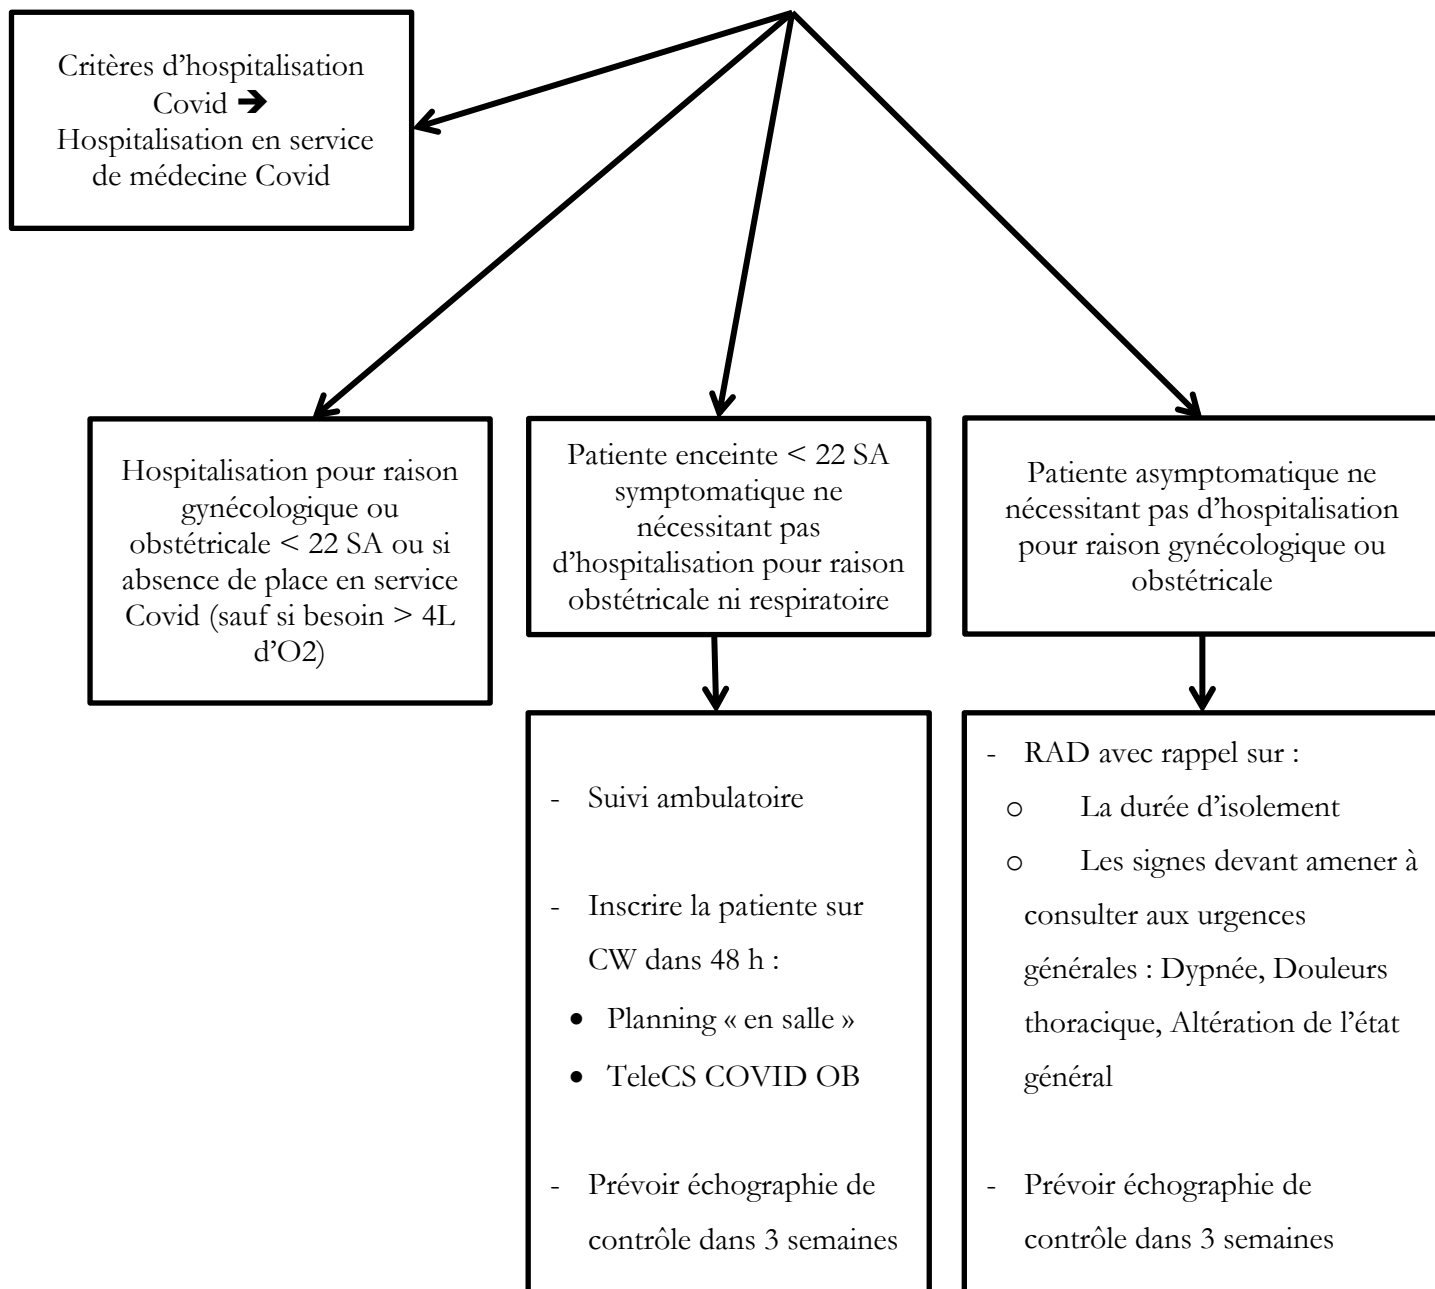 Critères d’hospitalisation
Covid ➔
Hospitalisation en service
de médecine Covid
Hospitalisation pour raison
gynécologique ou
obstétricale < 22 SA ou si
absence de place en service
Covid (sauf si besoin > 4L
d’O2)
Patiente enceinte < 22 SA
symptomatique ne
nécessitant pas
d’hospitalisation pour raison
obstétricale ni respiratoire
Patiente asymptomatique ne
nécessitant pas d’hospitalisation
pour raison gynécologique ou
obstétricale
- Suivi ambulatoire
- Inscrire la patiente sur
CW dans 48 h :
• Planning « en salle »
• TeleCS COVID OB
- Prévoir échographie de
contrôle dans 3 semaines
- RAD avec rappel sur :
o La durée d’isolement
o Les signes devant amener à
consulter aux urgences
générales : Dypnée, Douleurs
thoracique, Altération de l’état
général
- Prévoir échographie de
contrôle dans 3 semaines